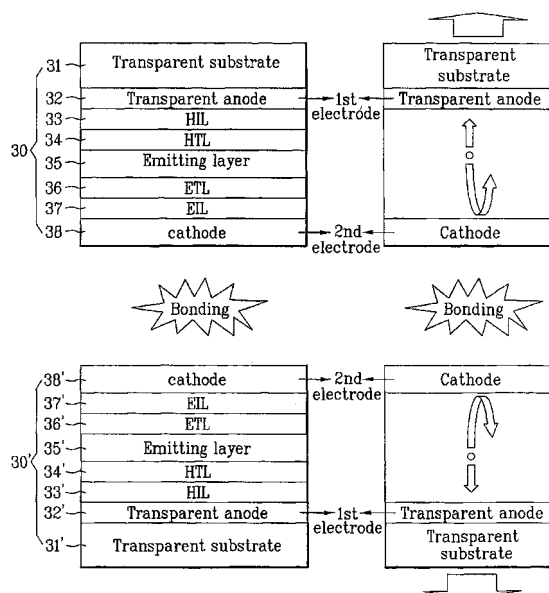 31 Transparent substrate
Transparent
substrate
32 Transparent anode 1st Transparent anode
electrode
33 HIL
34 HTL
30 35 Emitting layer
36 ETL
37 EIL
38 cathode 2nd Cathode
electrode
Bonding Bonding
38' cathode 2nd Cathode
electrode
37' EIL
36' ETL
30' 35' Emitting layer
34' HTL
33' HIL
32' Transparent anode 1st Transparent anode
electrode
31' Transparent substrate Transparent
substrate